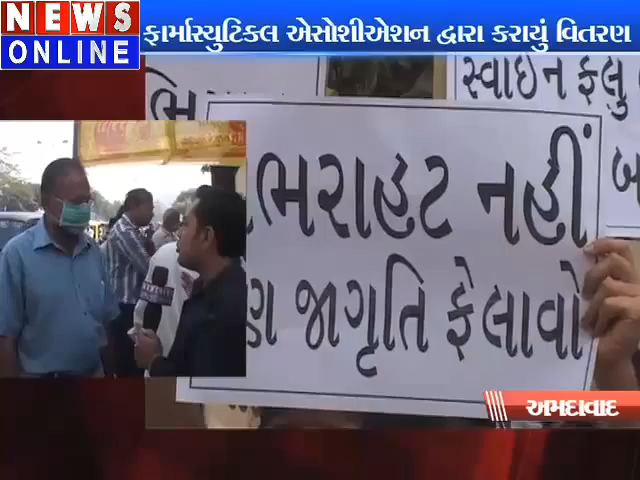 NEWS
ONLINE
ફાર્માસ્યુટિકલ એસોશીએશન દ્વારા કરાયું વિતરણ
સ્વાઇન ફ્લુ
ભરાહટ નહીં
જાગૃતિ ફેલાવો
અમદાવાદ